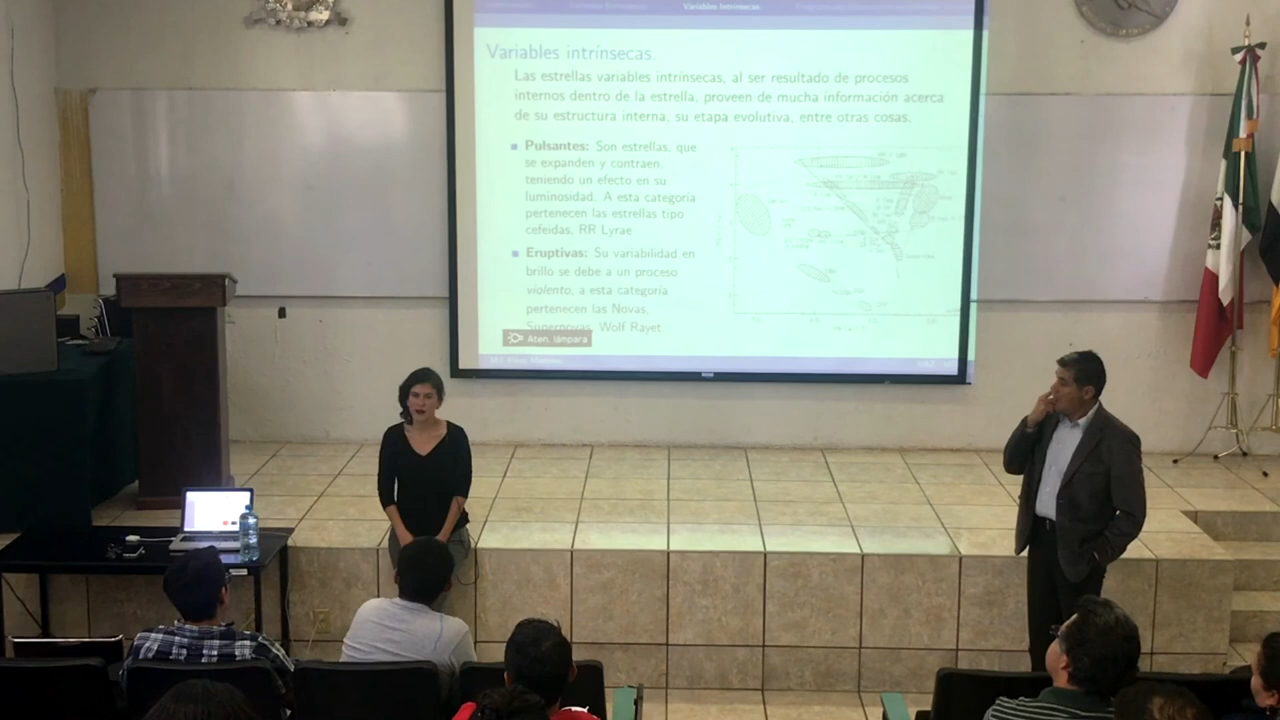 Variables Intrínsecas
Variables intrínsecas.
Las estrellas variables intrínsecas, al ser resultado de procesos
internos dentro de la estrella, proveen de mucha información acerca
de su estructura interna, su etapa evolutiva, entre otras cosas.
Pulsantes: Son estrellas, que
se expanden y contraen,
teniendo un efecto en su
luminosidad. A esta categoría
pertenecen las estrellas tipo
cefeidas, RR Lyrae
Eruptivas: Su variabilidad en
brillo se debe a un proceso
violento, a esta categoría
pertenecen las Novas,
Supernovas, Wolf Rayet
Aten. lámpara